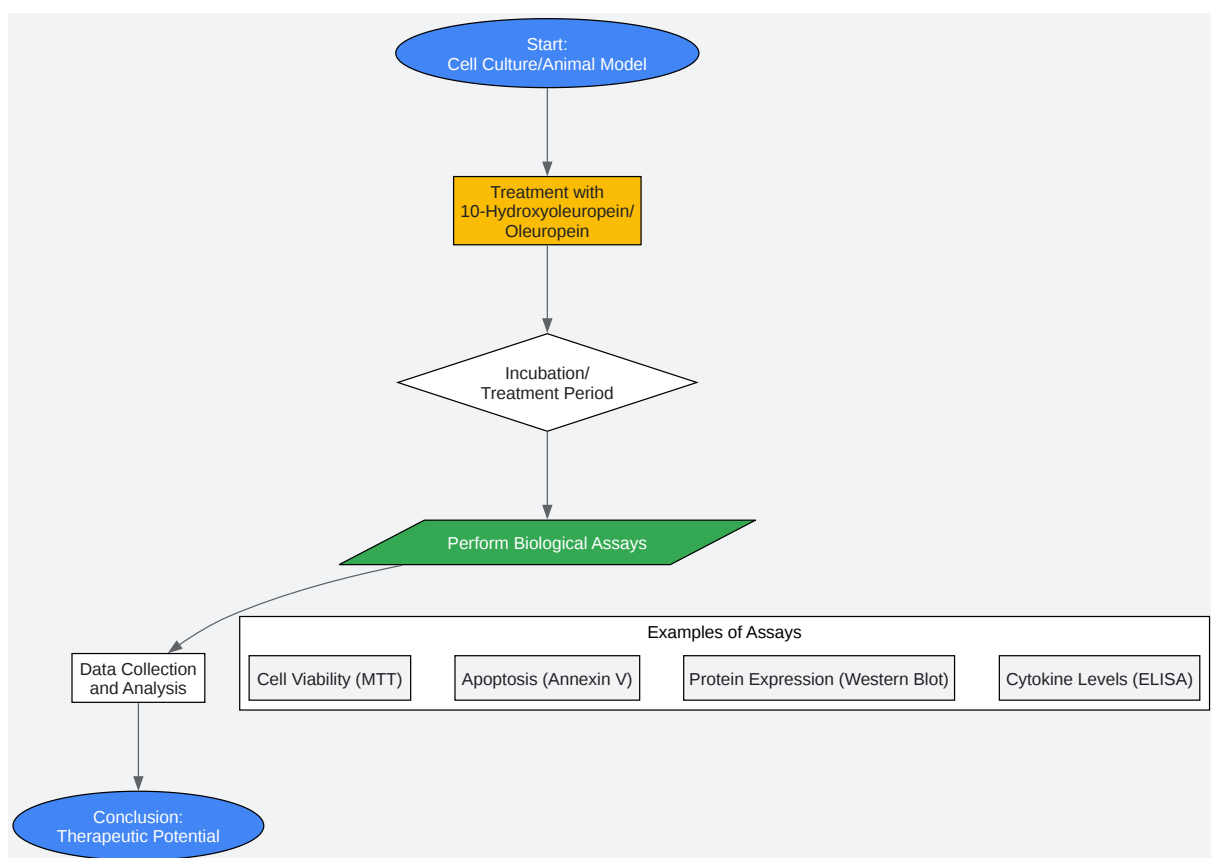 Start:
Cell Culture/Animal Model
Treatment with
10-Hydroxyoleuropein/
Oleuropein
Incubation/
Treatment Period
Perform Biological Assays
Examples of Assays
Cell Viability (MTT)
Apoptosis (Annexin V)
Protein Expression (Western Blot)
Cytokine Levels (ELISA)
Data Collection
and Analysis
Conclusion:
Therapeutic Potential